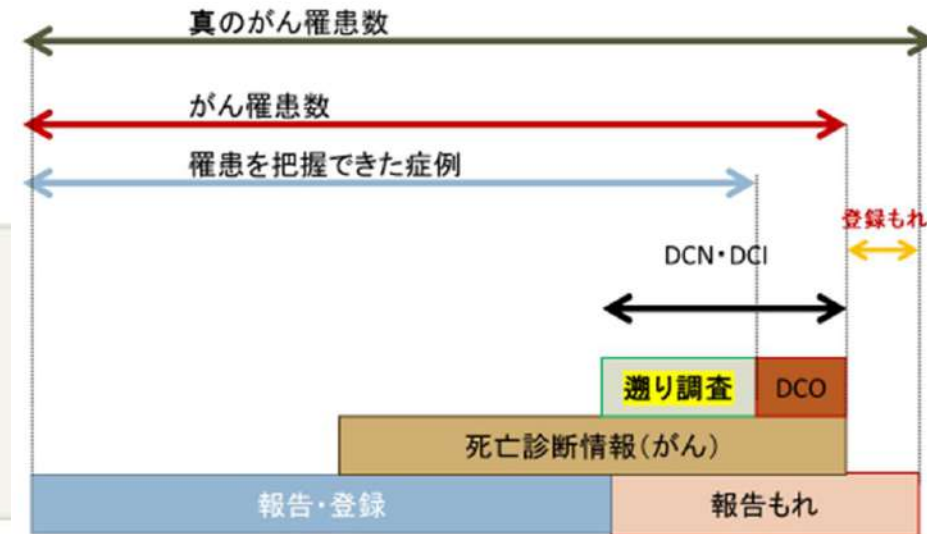 真のがん罹患数
がん罹患数
罹患を把握できた症例
登録もれ
DCN・DCI
遡り調査
DCO
死亡診断情報(がん)
報告・登録
報告もれ